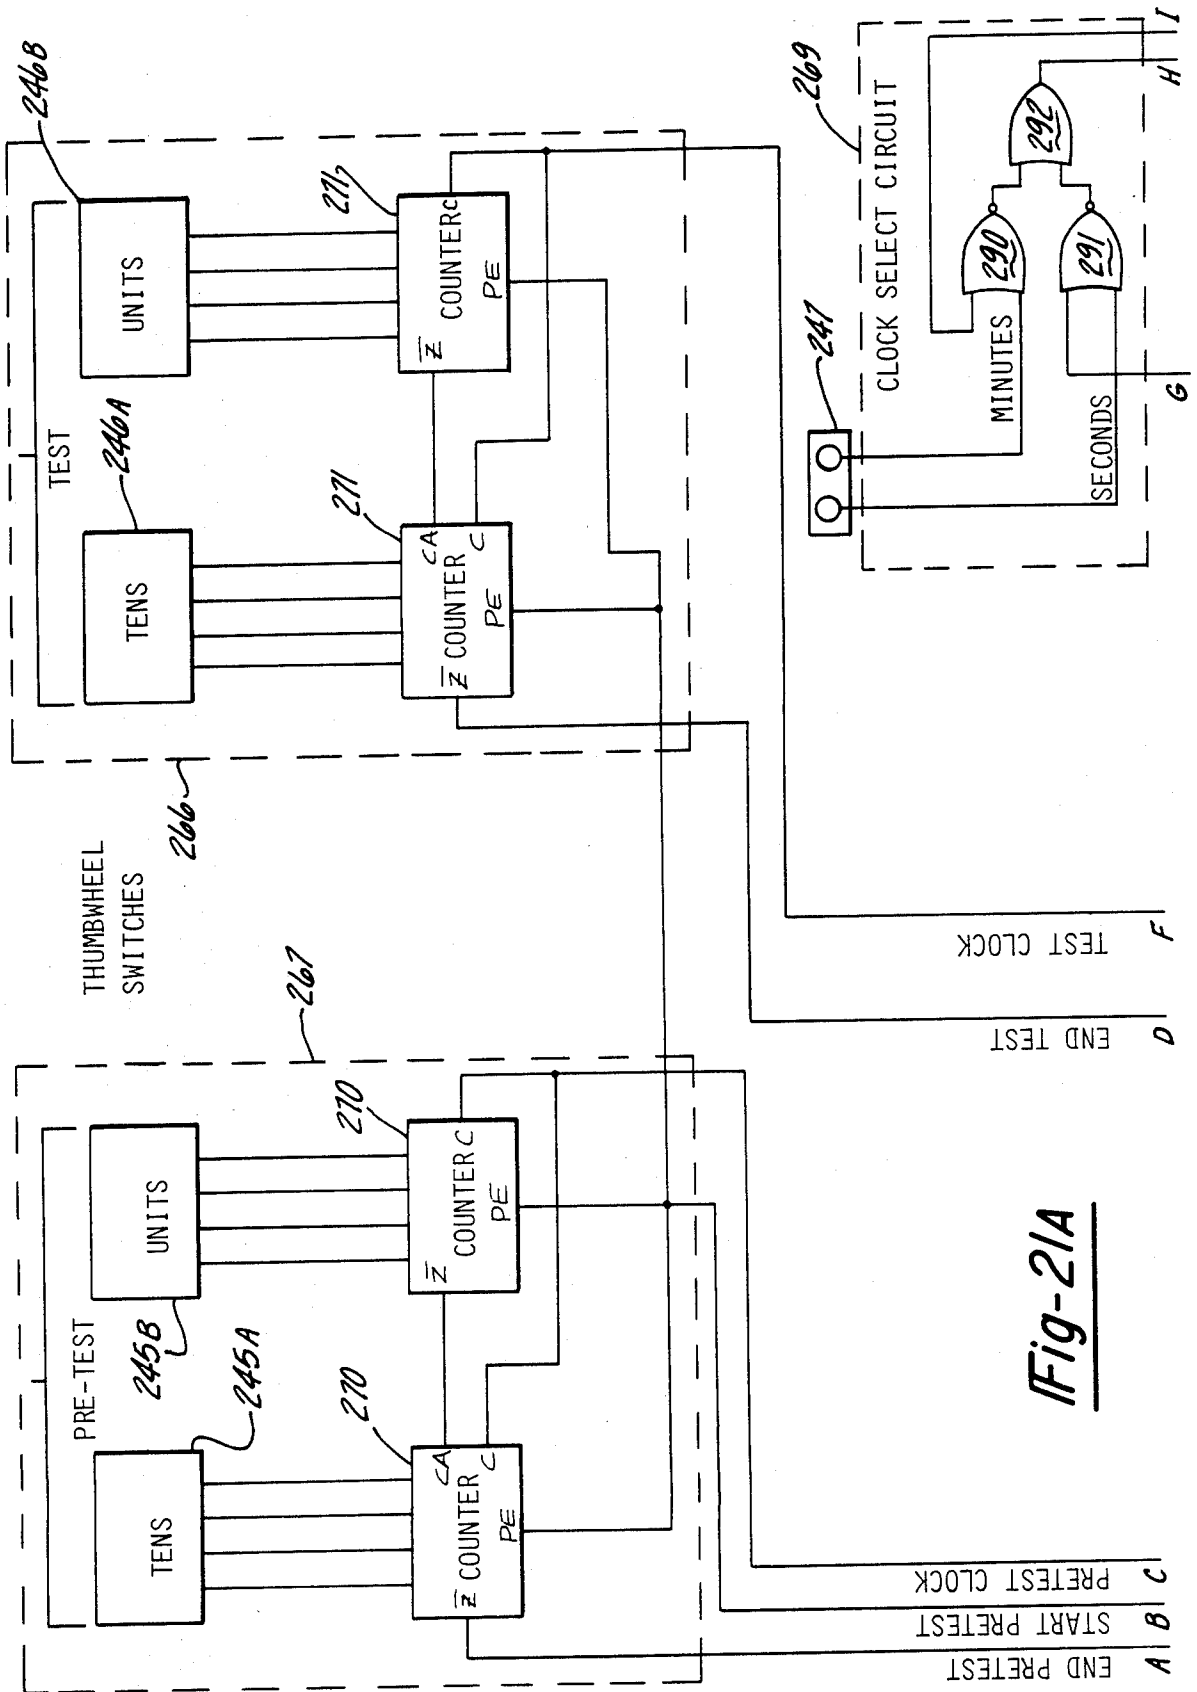 THUMBWHEEL
SWITCHES
PRE-TEST
TENS
UNITS
245B
245A
267
270
270
Z̅ COUNTER CA C PE
Z̅ COUNTER C PE
TEST
TENS
UNITS
246A
246B
266
271
271
Z̅ COUNTER CA C PE
Z̅ COUNTER C PE
247
269
CLOCK SELECT CIRCUIT
MINUTES
SECONDS
290
291
292
END PRETEST
START PRETEST
PRETEST CLOCK
END TEST
TEST CLOCK
A B C D F G H I
Fig-21A